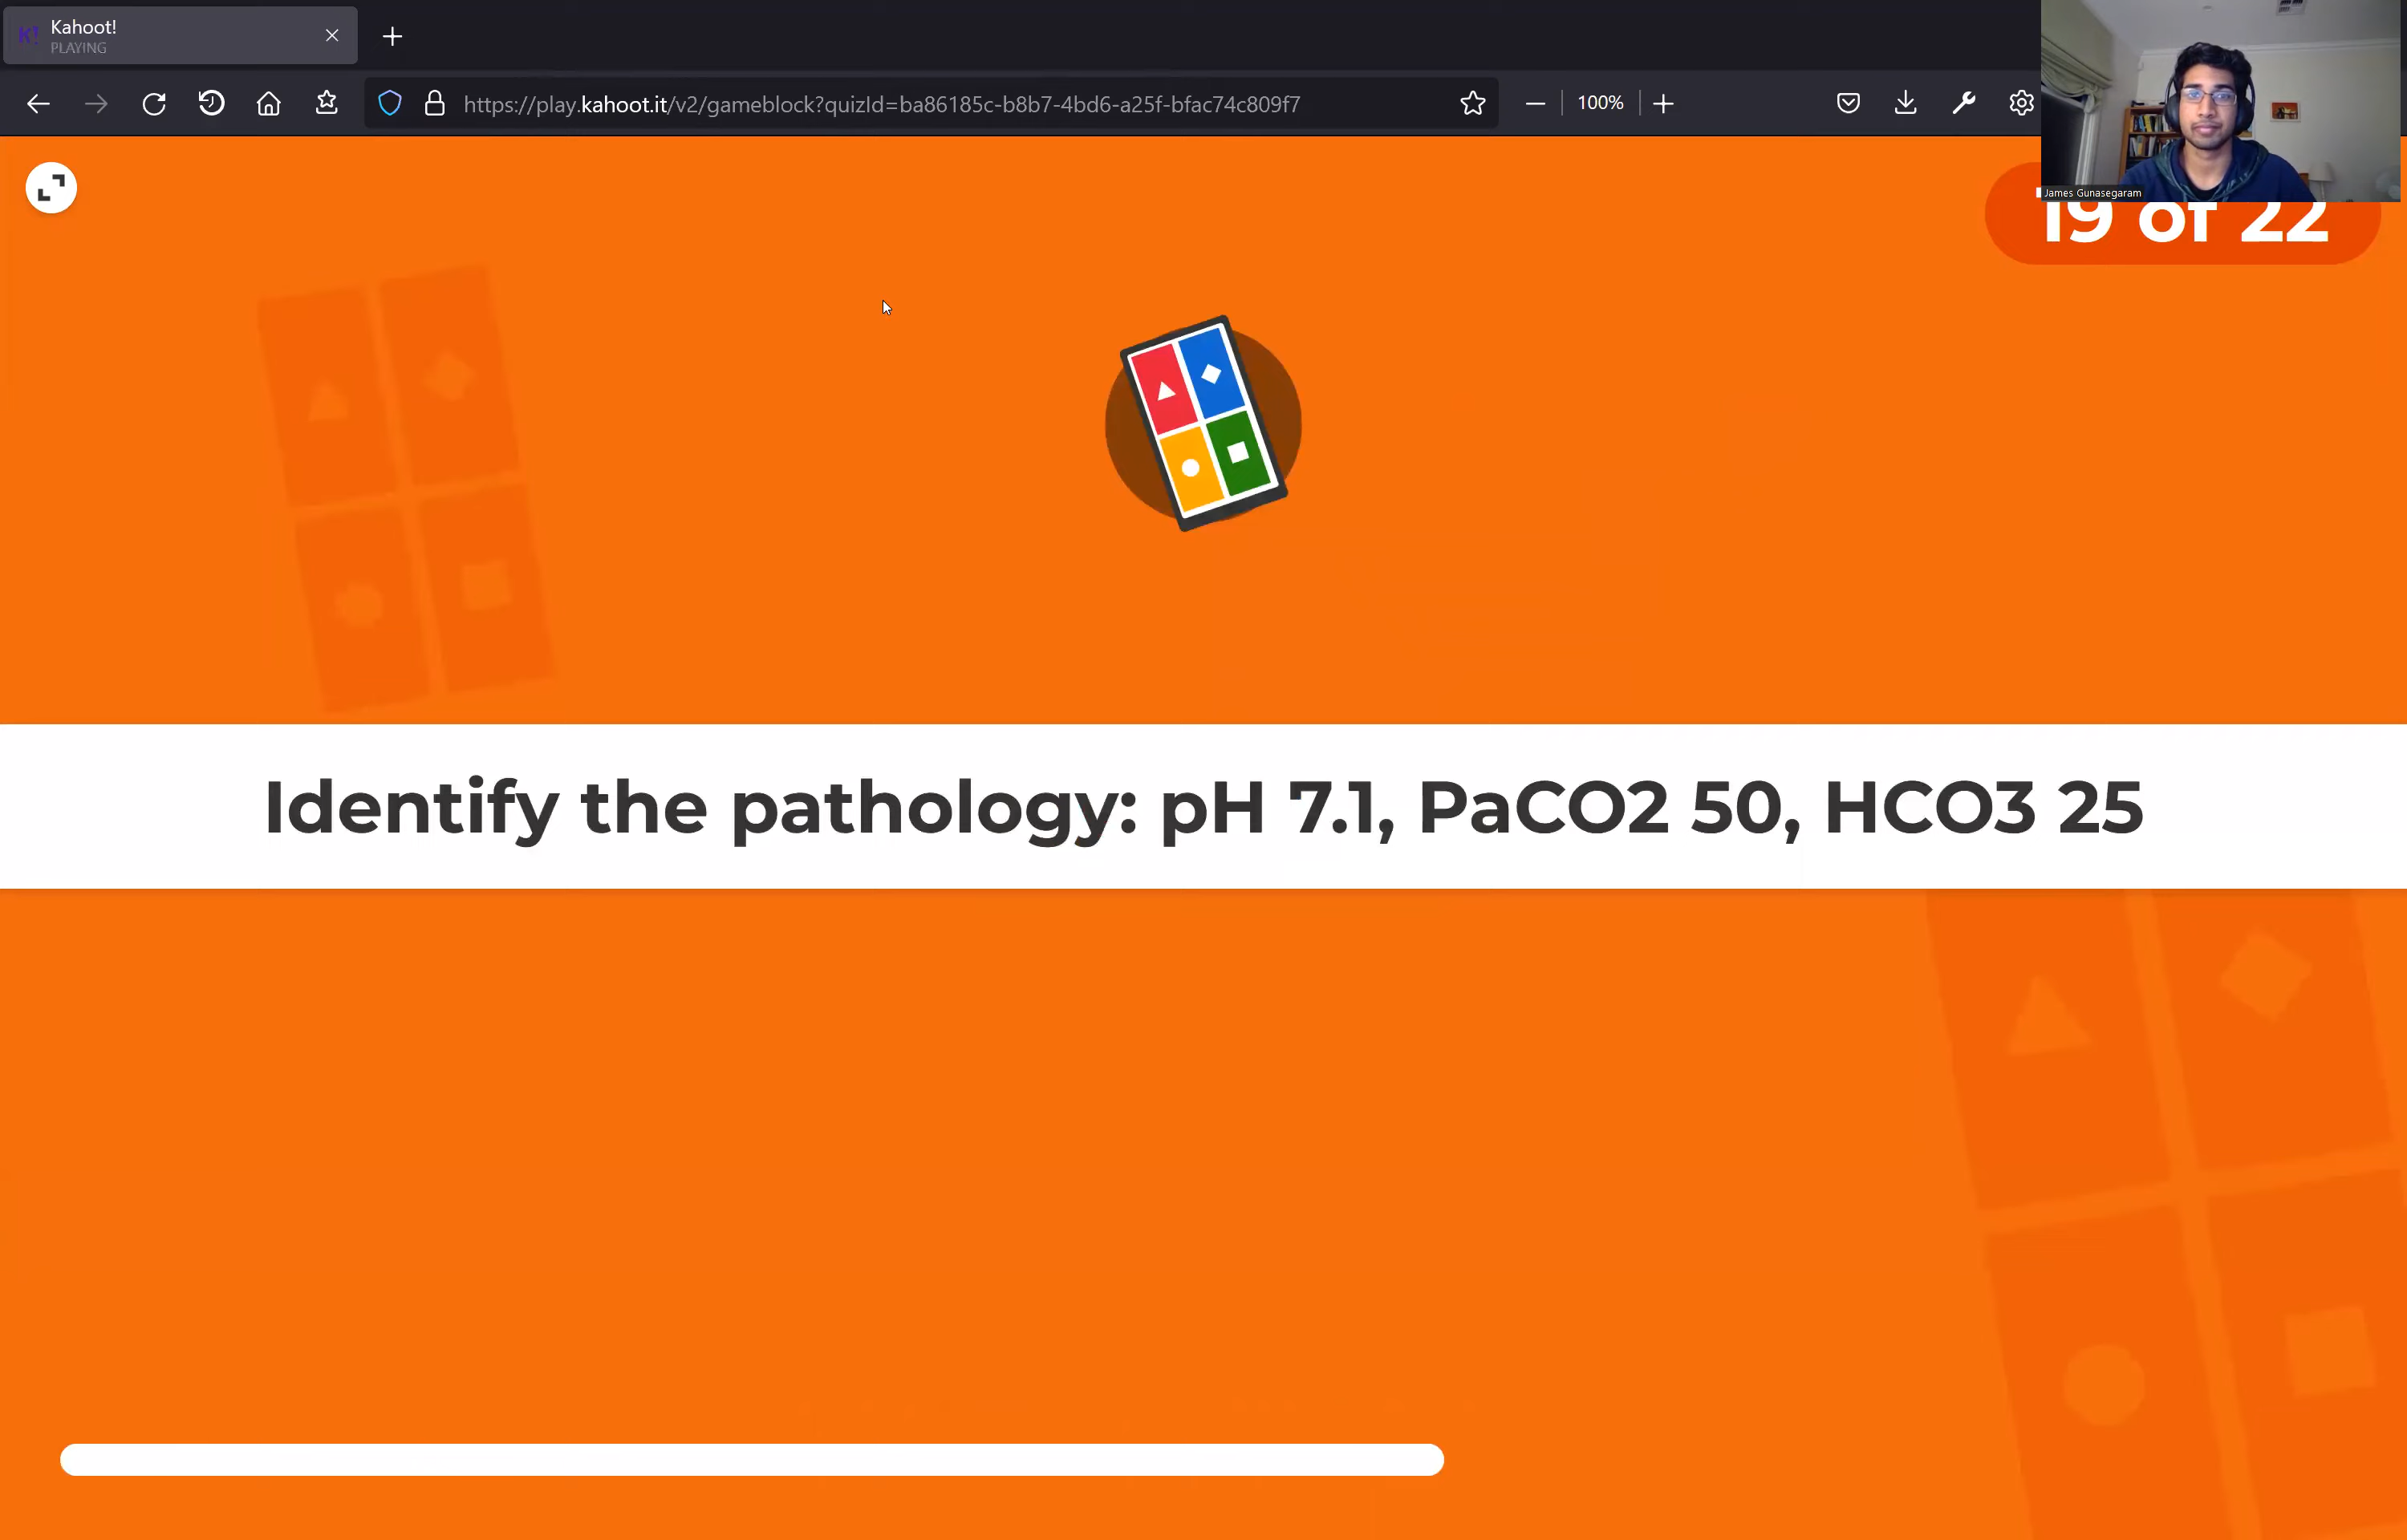 Kahoot!
PLAYING
https://play.kahoot.it/v2/gameblock?quizId=ba86185c-b8b7-4bd6-a25f-bfac74c809f7
100%
James Gunasegaram
19 of 22
Identify the pathology: pH 7.1, PaCO2 50, HCO3 25